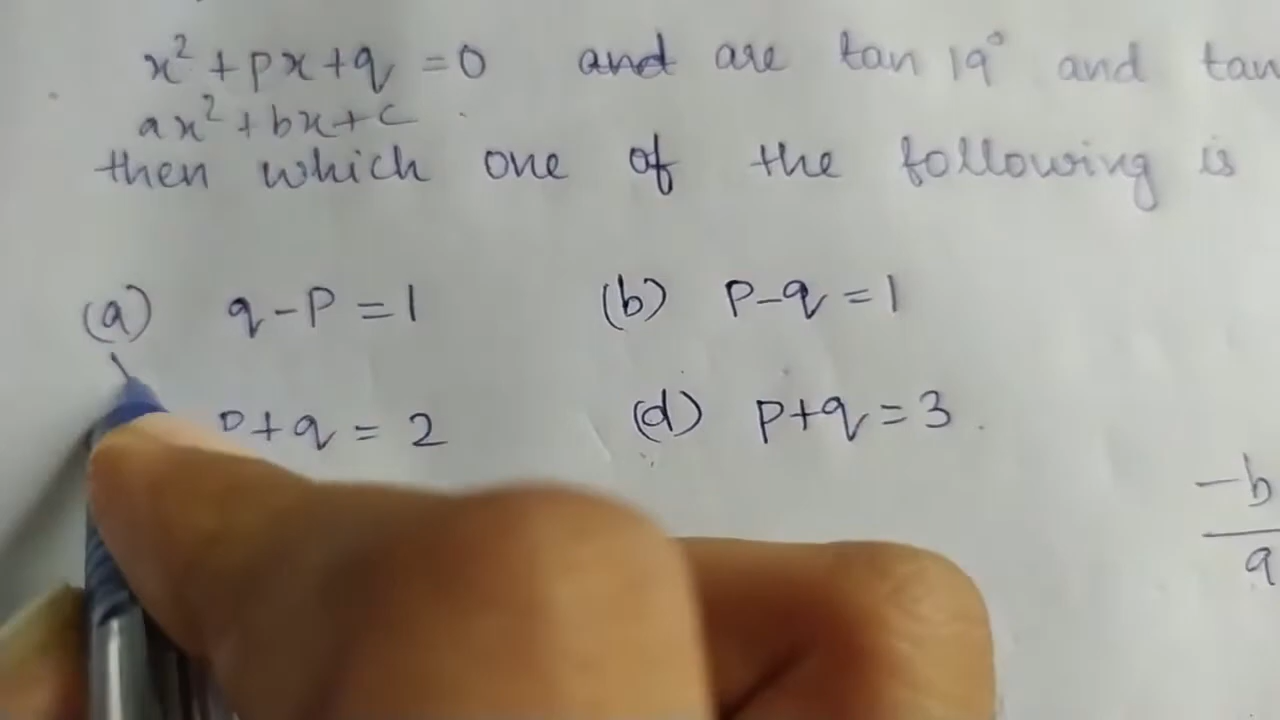 x² + px + q = 0 and are tan 19° and tan
ax² + bx + c
then which one of the following is
(a) q - p = 1 (b) p - q = 1
p + q = 2 (d) p + q = 3.
-b
a